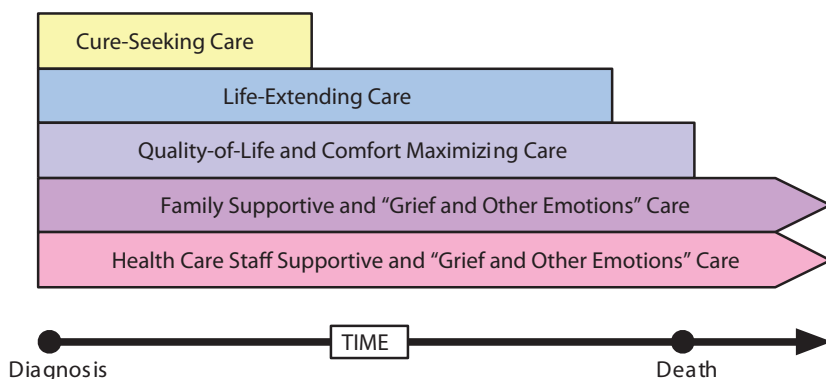 Cure-Seeking Care
Life-Extending Care
Quality-of-Life and Comfort Maximizing Care
Family Supportive and “Grief and Other Emotions” Care
Health Care Staff Supportive and “Grief and Other Emotions” Care
TIME
Diagnosis
Death